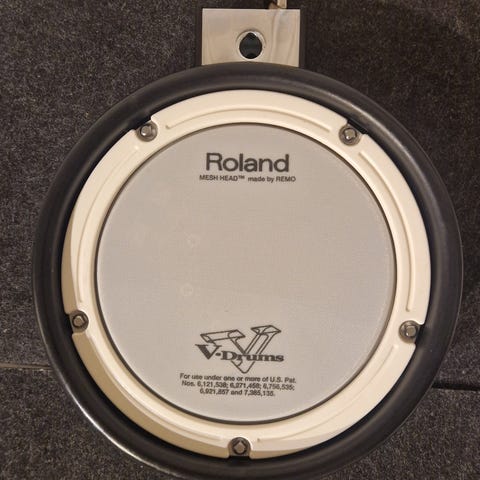 Roland
MESH HEAD™ made by REMO
V-Drums
For use under one or more of U.S. Pat.
Nos. 6,121,538; 6,271,458; 6,756,535;
6,921,857 and 7,385,135.